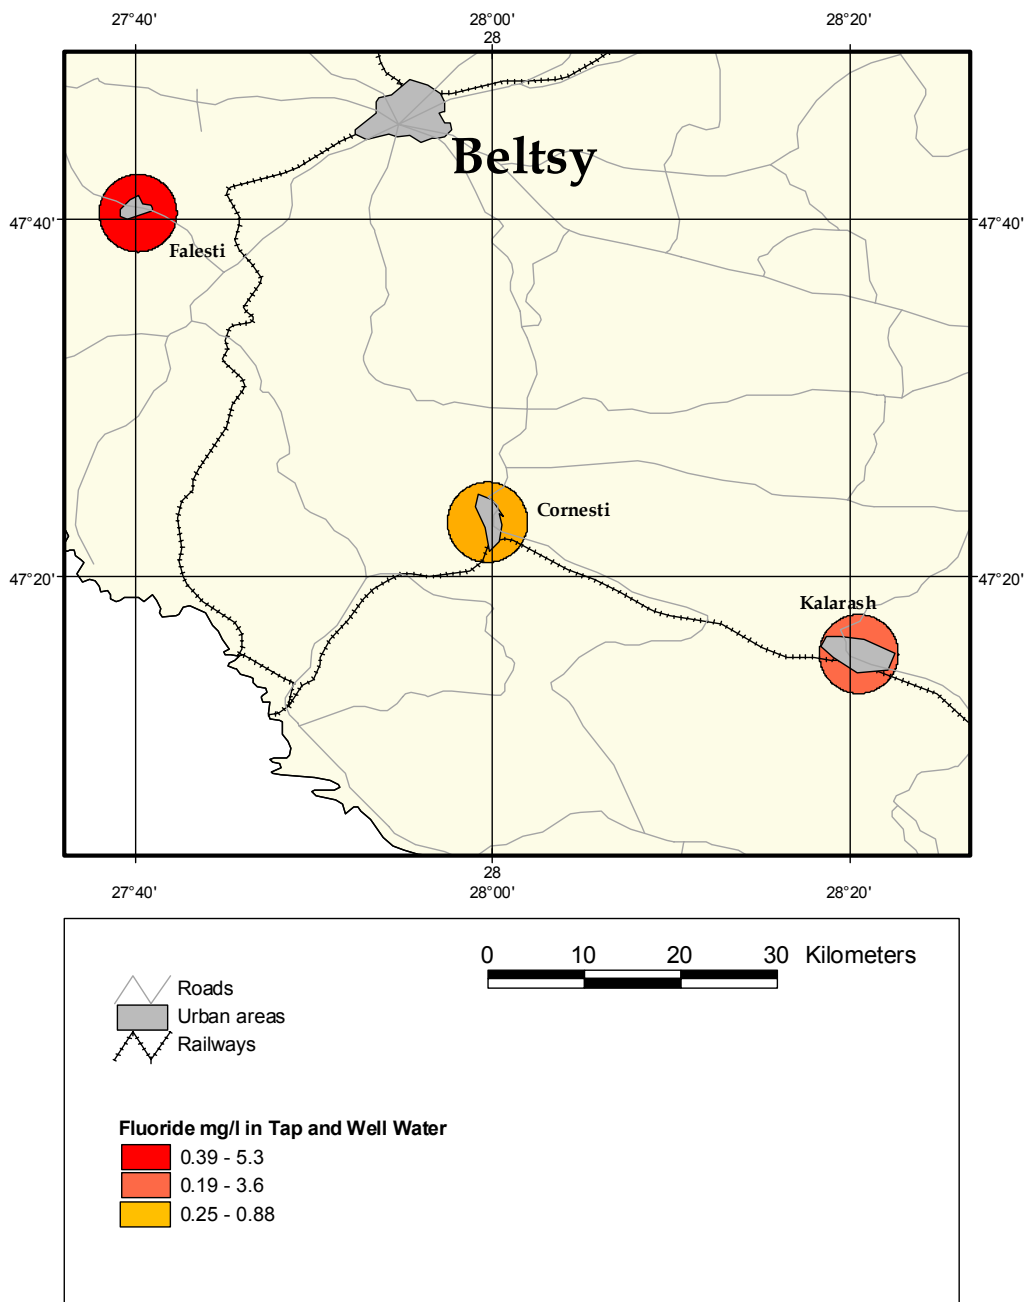 27°40' 28°00' 28°20'
28
Beltsy
47°40' 47°40'
Falesti
Cornesti
47°20' 47°20'
Kalarash
28
27°40' 28°00' 28°20'
0 10 20 30 Kilometers
Roads
Urban areas
Railways
Fluoride mg/l in Tap and Well Water
0.39 - 5.3
0.19 - 3.6
0.25 - 0.88